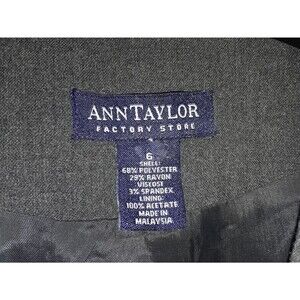 ANNTAYLOR
FACTORY STORE
6
SHELL:
68% POLYESTER
29% RAYON
VISCOSE
3% SPANDEX
LINING:
100% ACETATE
MADE IN
MALAYSIA